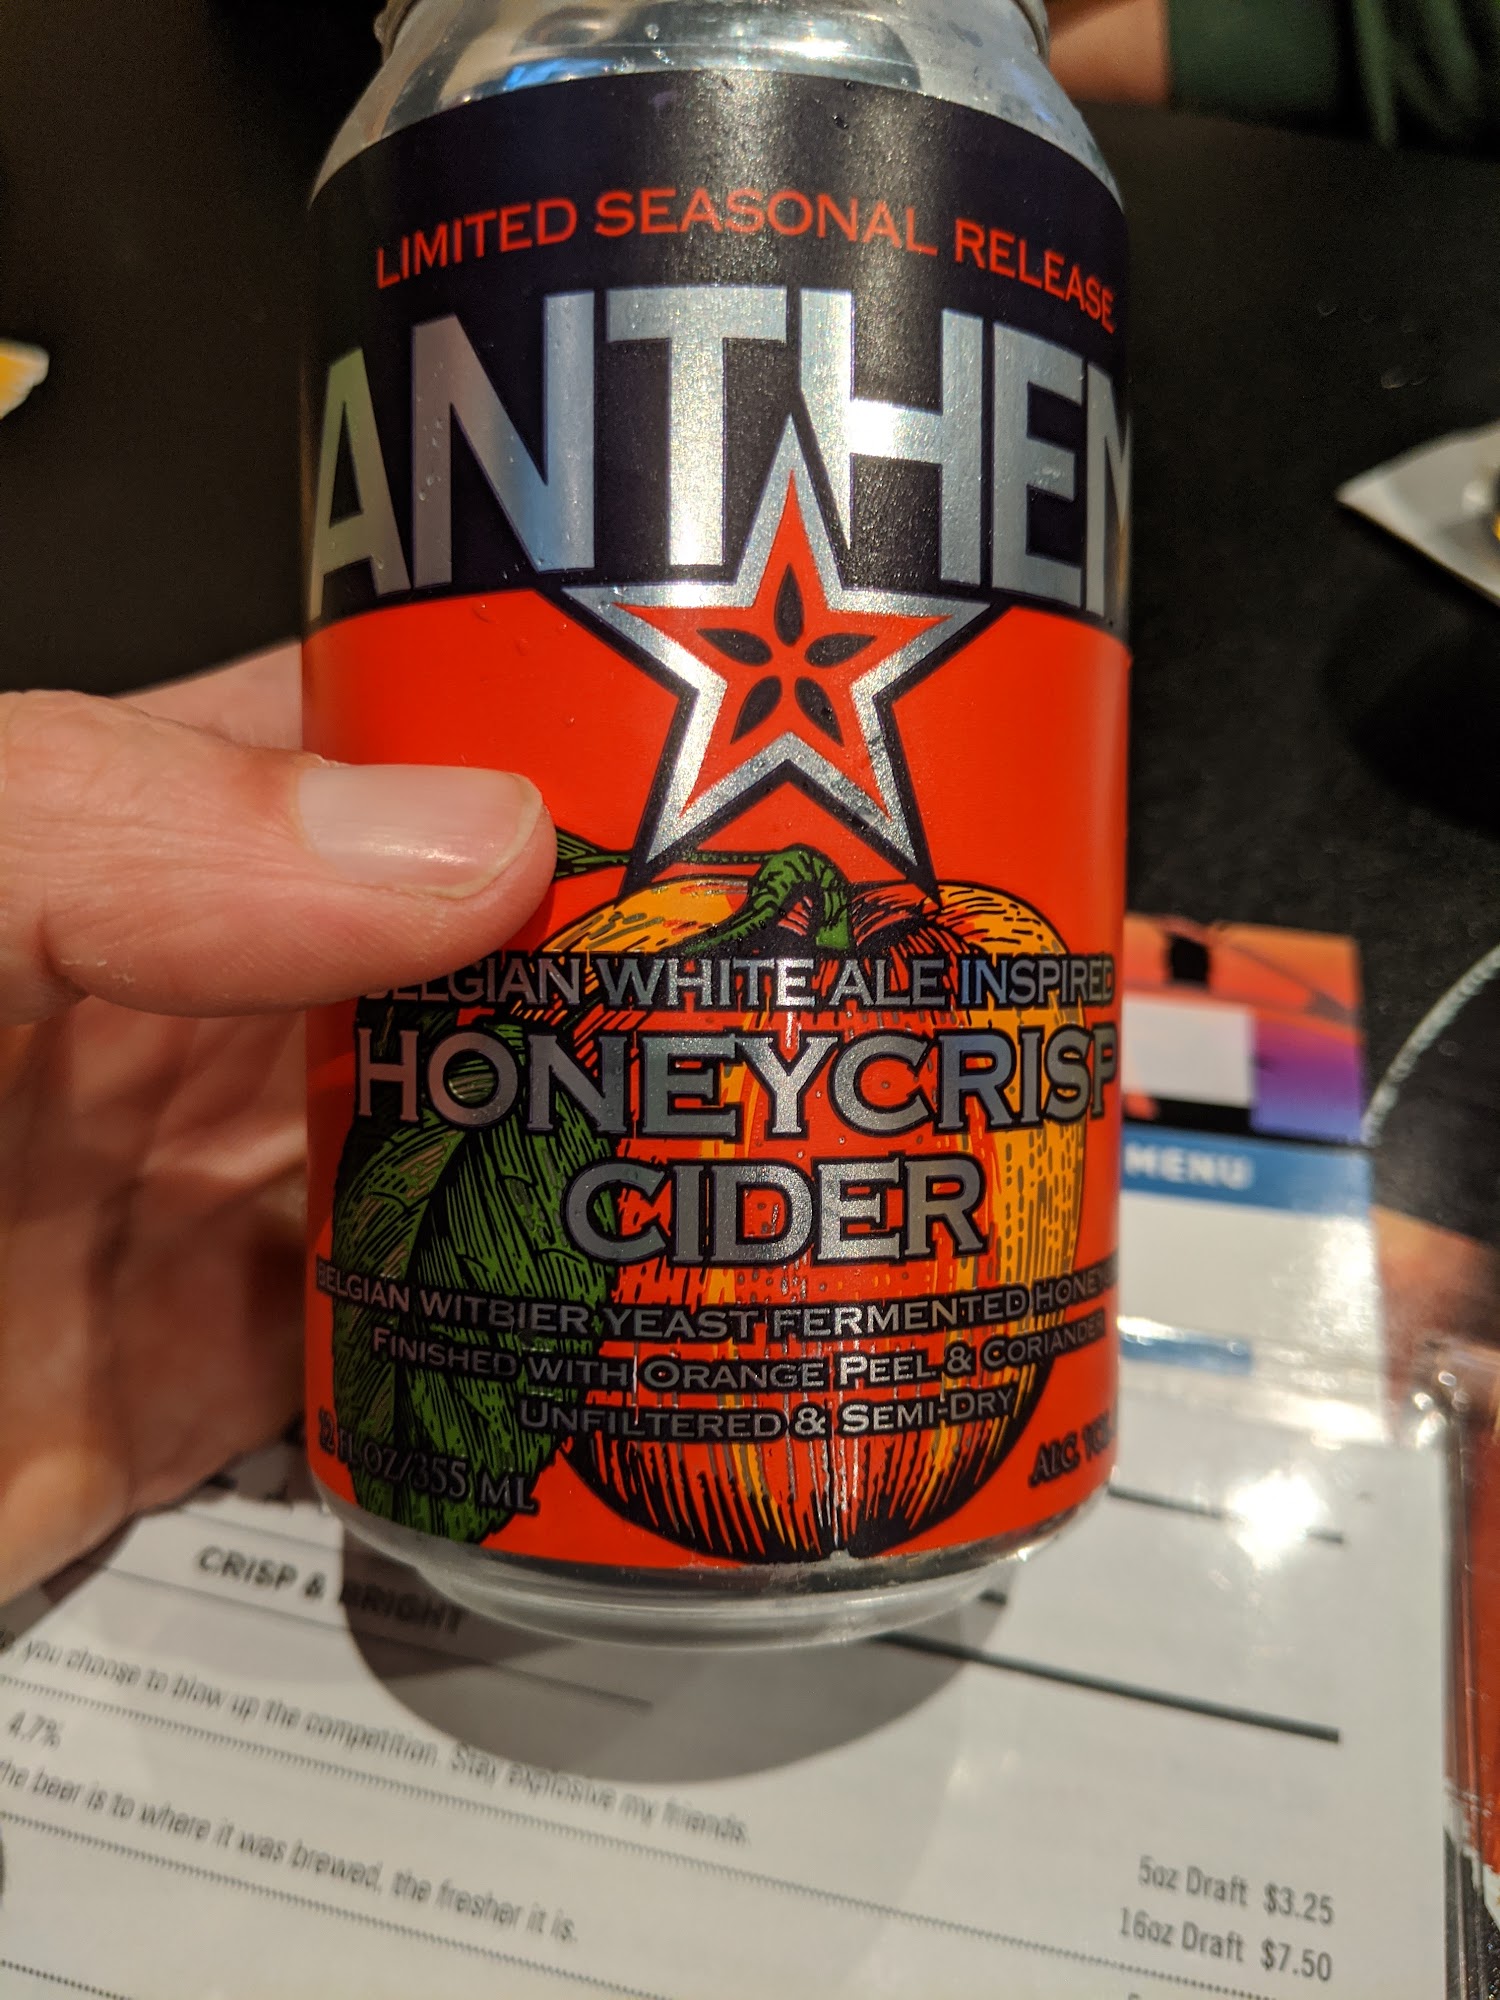 LIMITED SEASONAL RELEASE
ANTHEM
BELGIAN WHITE ALE INSPIRED
HONEYCRISP
CIDER
BELGIAN WITBIER YEAST FERMENTED
FINISHED WITH ORANGE PEEL & CORIANDER
UNFILTERED & SEMI-DRY
12 FL OZ/355 ML
ALC.
MENU
CRISP & BRIGHT
you choose to blow up the competition. Stay explosive my friends.
4.7%
the beer is to where it was brewed, the fresher it is.
5oz Draft $3.25
16oz Draft $7.50